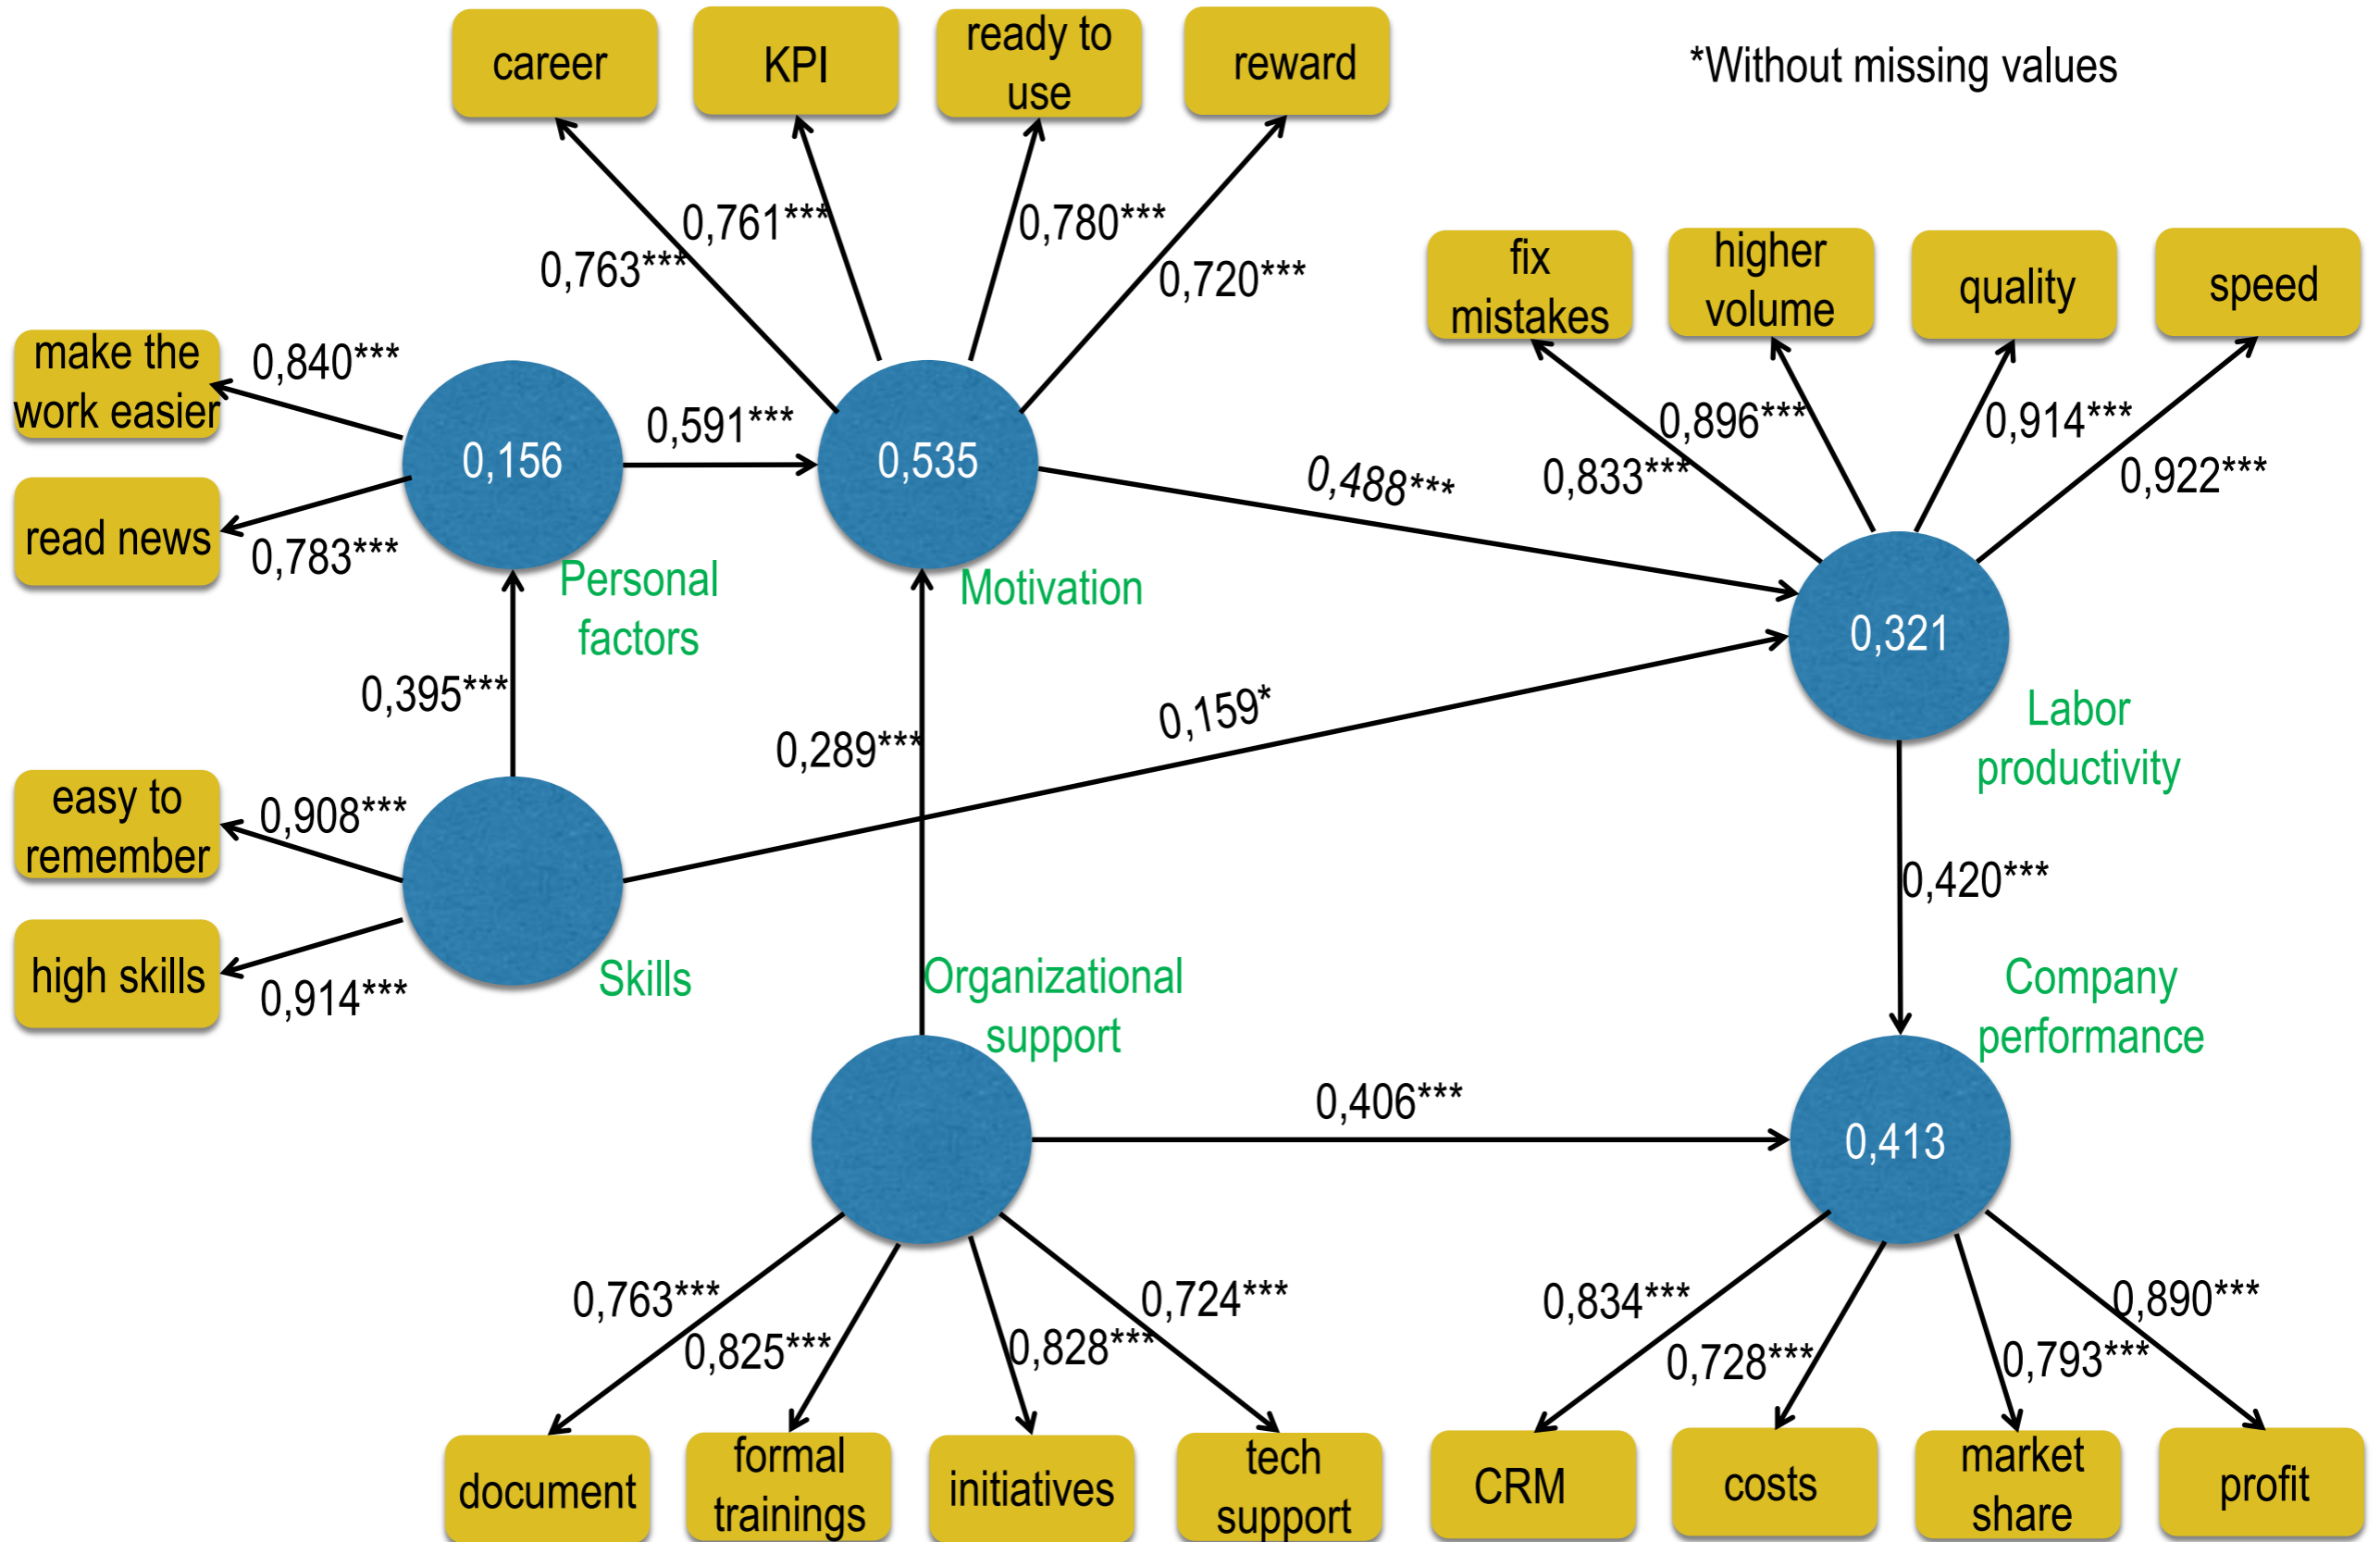 career
KPI
ready to
use
reward
*Without missing values
0,761***
0,780***
0,763***
0,720***
fix
mistakes
higher
volume
quality
speed
make the
work easier
0,840***
0,591***
0,896***
0,914***
0,156
0,535
0,488***
0,833***
0,922***
read news
0,783***
Personal
factors
Motivation
0,321
0,395***
0,289***
0,159*
Labor
productivity
easy to
remember
0,908***
0,420***
high skills
0,914***
Skills
Organizational
support
Company
performance
0,406***
0,413
0,763***
0,724***
0,825***
0,828***
0,834***
0,890***
0,728***
0,793***
document
formal
trainings
initiatives
tech
support
CRM
costs
market
share
profit